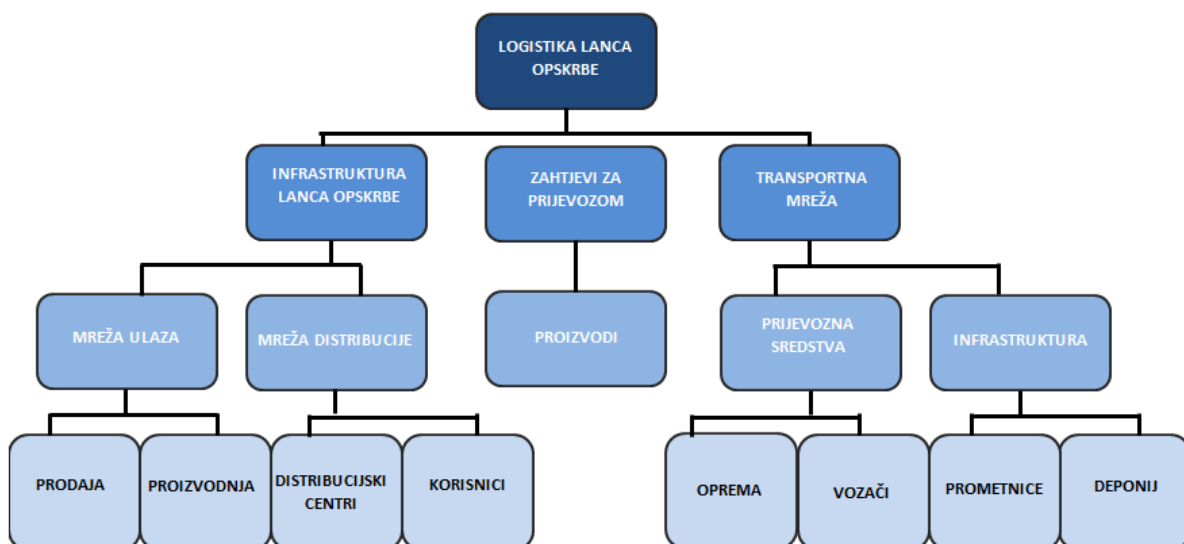 LOGISTIKA LANCA
OPSKRBE
INFRASTRUKTURA
LANCA OPSKRBE
ZAHTJEVI ZA
PRIJEVOZOM
TRANSPORTNA
MREŽA
MREŽA ULAZA
MREŽA DISTRIBUCIJE
PROIZVODI
PRIJEVOZNA
SREDSTVA
INFRASTRUKTURA
PRODAJA
PROIZVODNJA
DISTRIBUCIJSKI
CENTRI
KORISNICI
OPREMA
VOZAČI
PROMETNICE
DEPONIJ